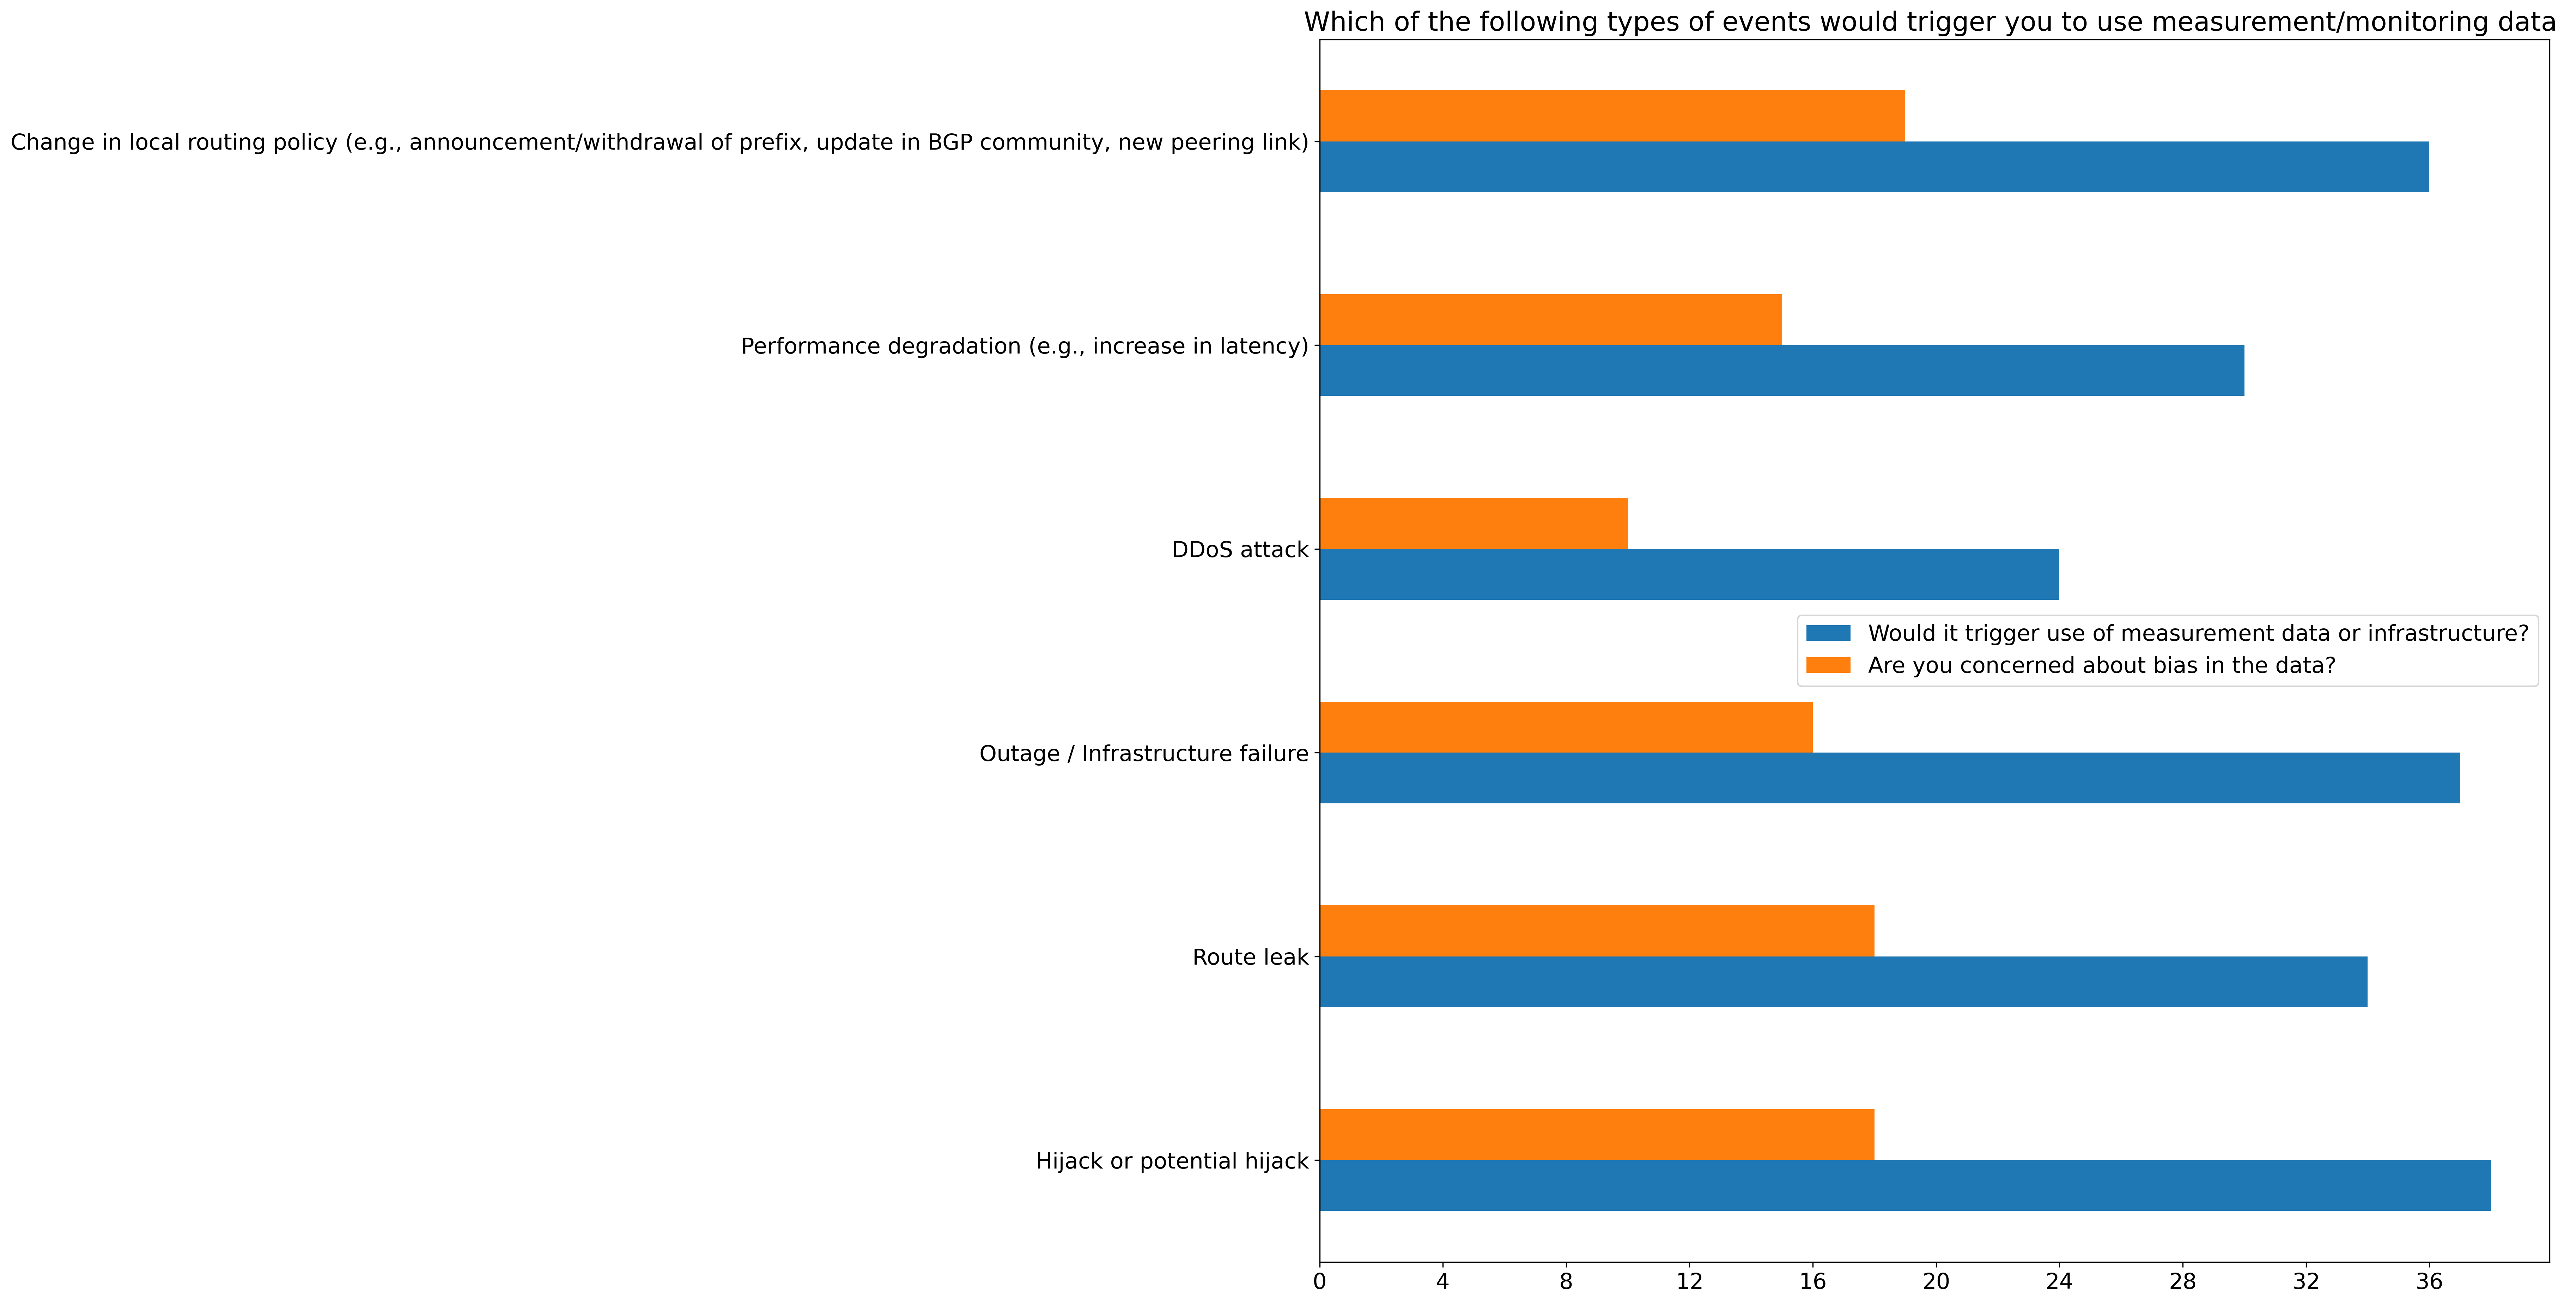 Which of the following types of events would trigger you to use measurement/monitoring data
Change in local routing policy (e.g., announcement/withdrawal of prefix, update in BGP community, new peering link)
Performance degradation (e.g., increase in latency)
DDoS attack
Would it trigger use of measurement data or infrastructure?
Are you concerned about bias in the data?
Outage / Infrastructure failure
Route leak
Hijack or potential hijack
0 4 8 12 16 20 24 28 32 36